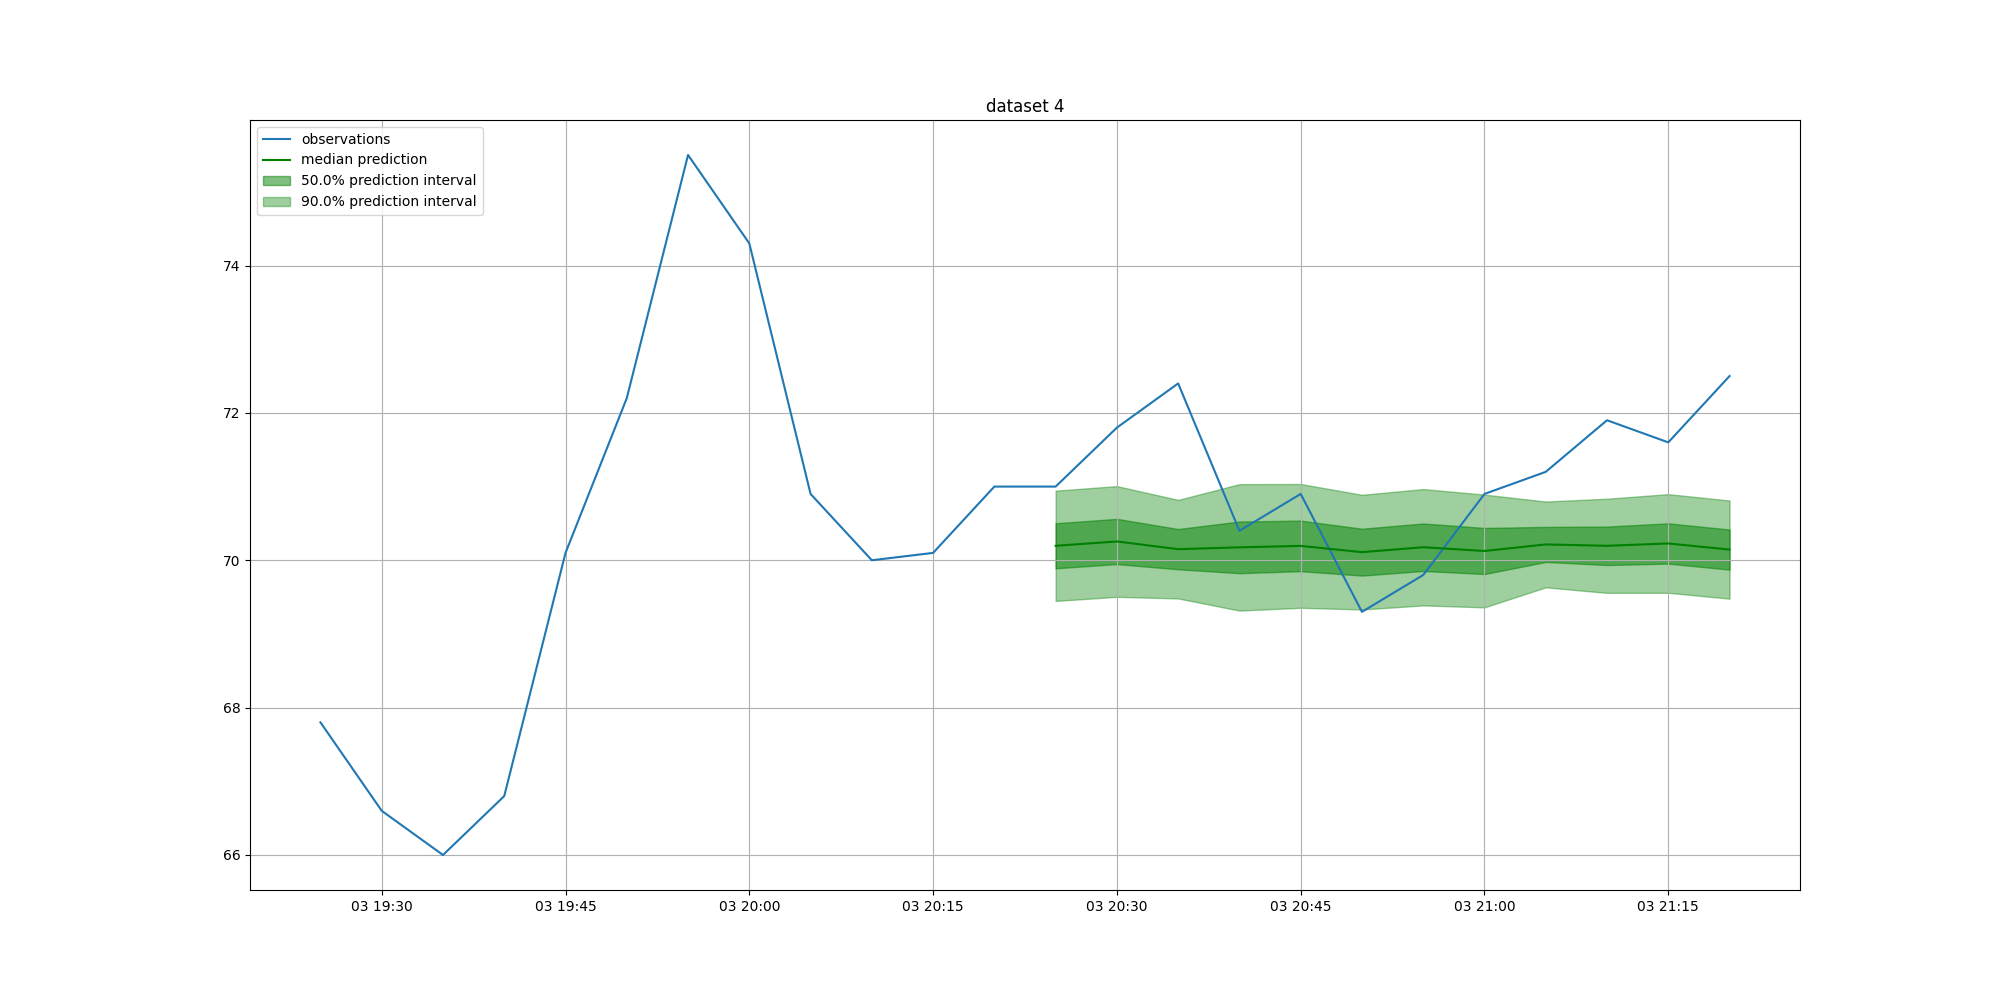 dataset 4
observations
median prediction
50.0% prediction interval
90.0% prediction interval
74
72
70
68
66
03 19:30
03 19:45
03 20:00
03 20:15
03 20:30
03 20:45
03 21:00
03 21:15